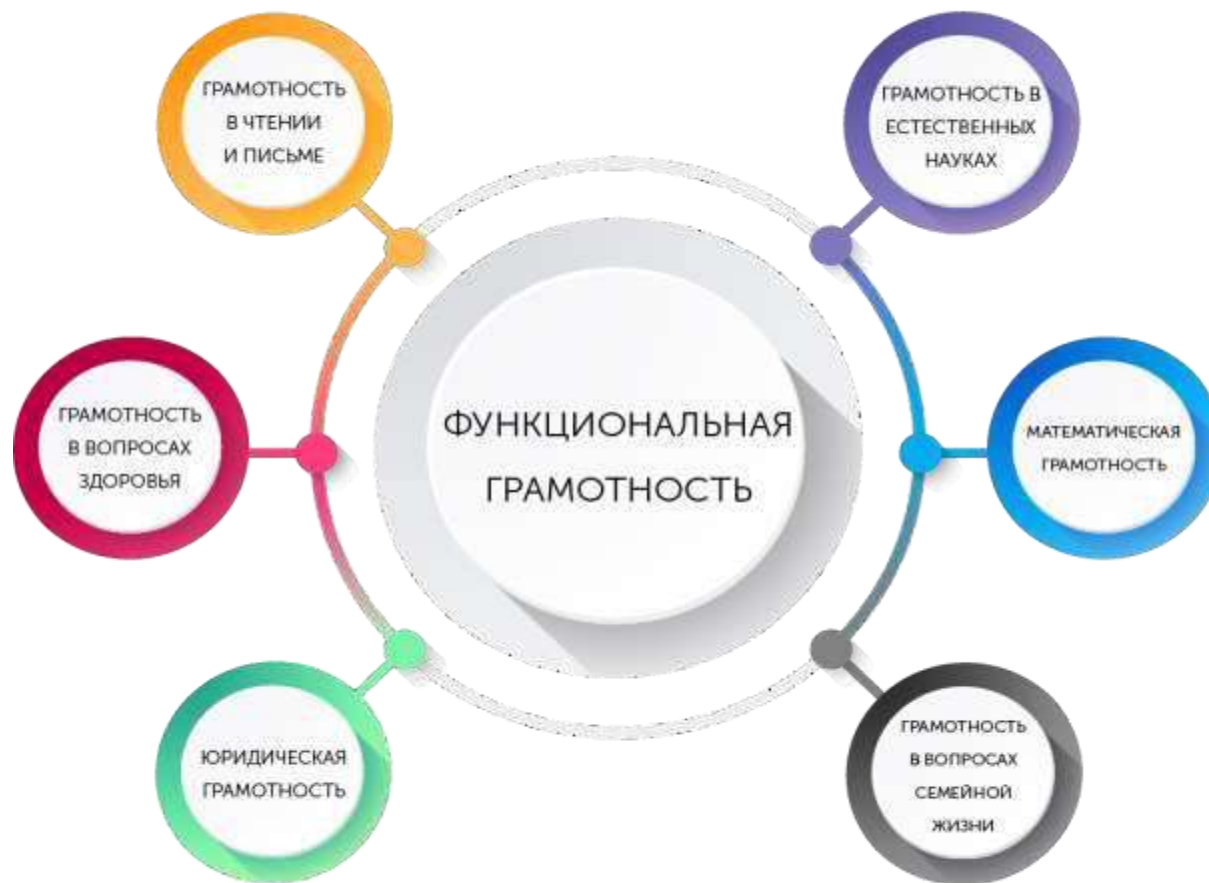 ГРАМОТНОСТЬ
В ЧТЕНИИ
И ПИСЬМЕ
ГРАМОТНОСТЬ В
ЕСТЕСТВЕННЫХ
НАУКАХ
ГРАМОТНОСТЬ
В ВОПРОСАХ
ЗДОРОВЬЯ
ФУНКЦИОНАЛЬНАЯ
ГРАМОТНОСТЬ
МАТЕМАТИЧЕСКАЯ
ГРАМОТНОСТЬ
ЮРИДИЧЕСКАЯ
ГРАМОТНОСТЬ
ГРАМОТНОСТЬ
В ВОПРОСАХ
СЕМЕЙНОЙ
ЖИЗНИ